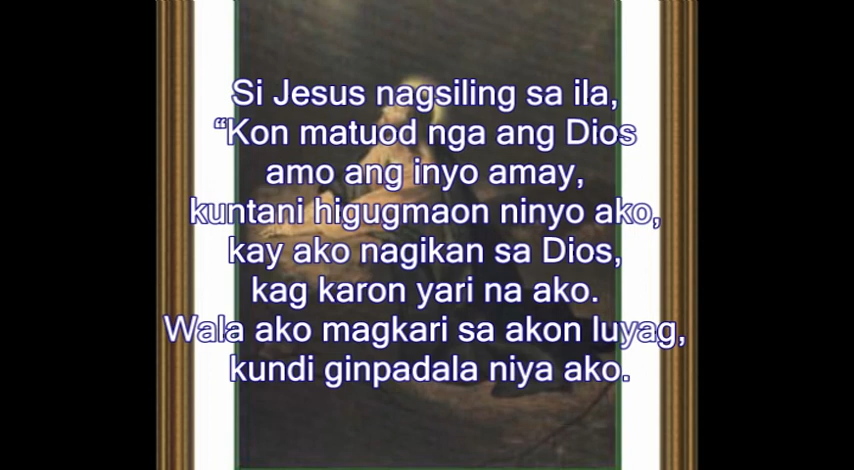 Si Jesus nagsiling sa ila,
“Kon matuod nga ang Dios
amo ang inyo amay,
kuntani higugmaon ninyo ako,
kay ako nagikan sa Dios,
kag karon yari na ako.
Wala ako magkari sa akon luyag,
kundi ginpadala niya ako.